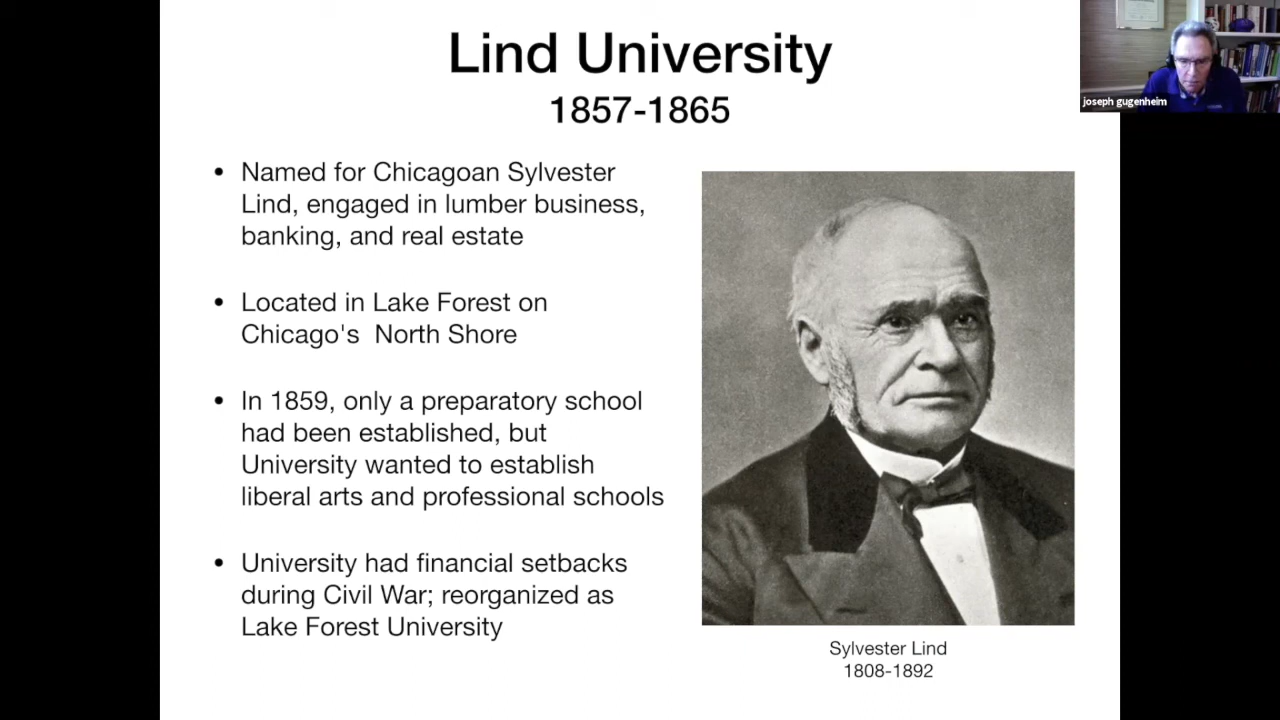 Lind University
1857-1865
• Named for Chicagoan Sylvester
Lind, engaged in lumber business,
banking, and real estate
• Located in Lake Forest on
Chicago's  North Shore
• In 1859, only a preparatory school
had been established, but
University wanted to establish
liberal arts and professional schools
• University had financial setbacks
during Civil War; reorganized as
Lake Forest University
Sylvester Lind
1808-1892
joseph gugenheim